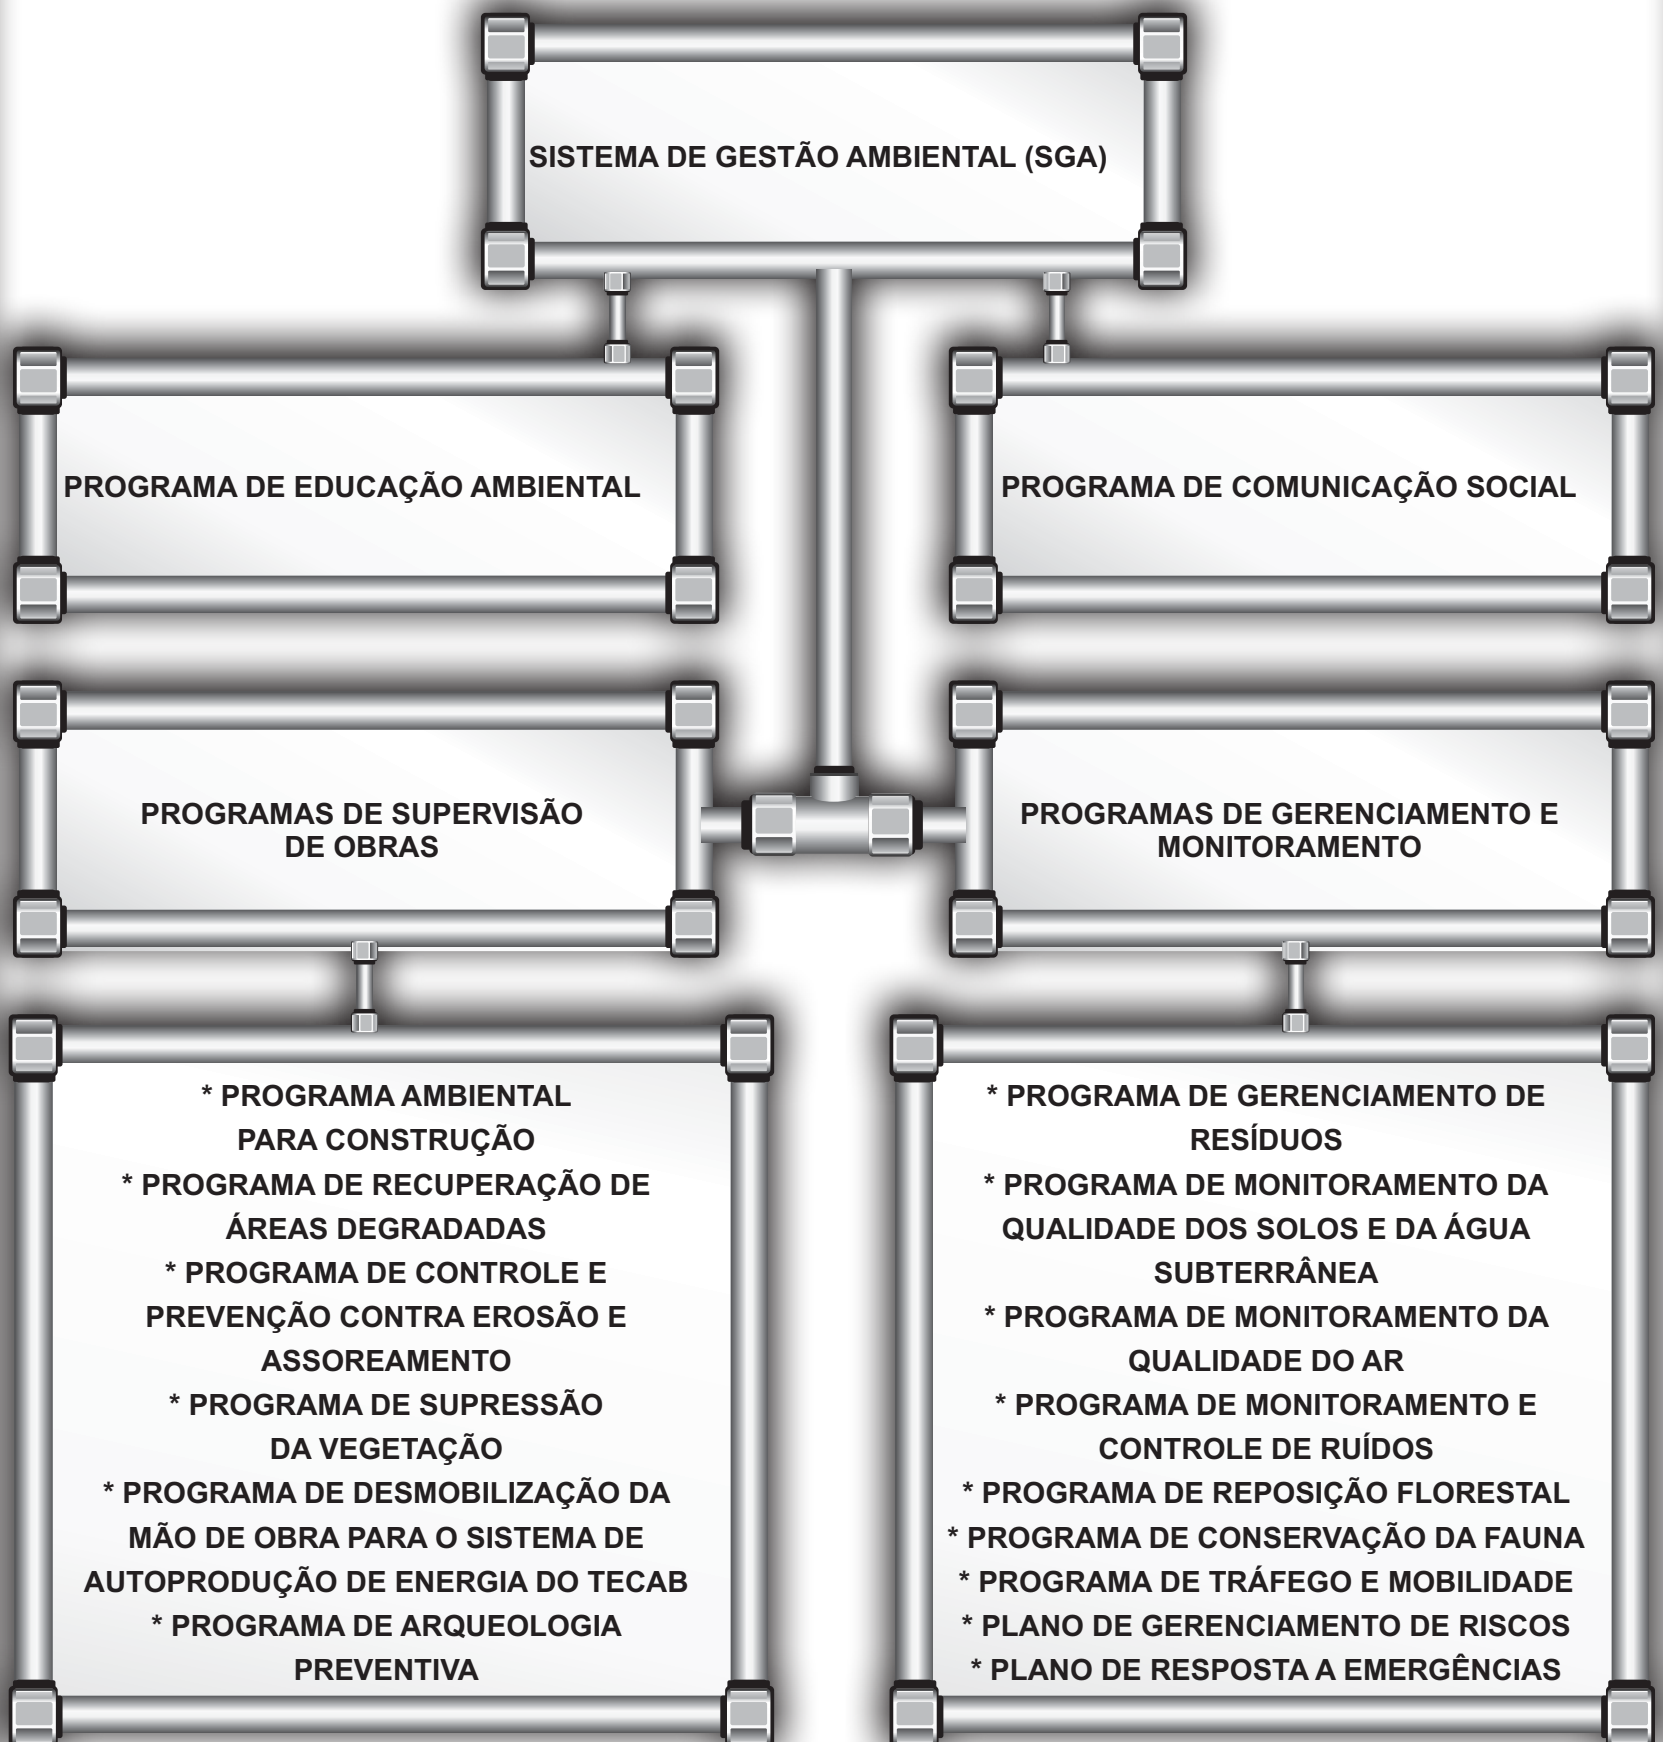 SISTEMA DE GESTÃO AMBIENTAL (SGA)
PROGRAMA DE EDUCAÇÃO AMBIENTAL
PROGRAMA DE COMUNICAÇÃO SOCIAL
PROGRAMAS DE SUPERVISÃO
DE OBRAS
PROGRAMAS DE GERENCIAMENTO E
MONITORAMENTO
* PROGRAMA AMBIENTAL
PARA CONSTRUÇÃO
* PROGRAMA DE RECUPERAÇÃO DE
ÁREAS DEGRADADAS
* PROGRAMA DE CONTROLE E
PREVENÇÃO CONTRA EROSÃO E
ASSOREAMENTO
* PROGRAMA DE SUPRESSÃO
DA VEGETAÇÃO
* PROGRAMA DE DESMOBILIZAÇÃO DA
MÃO DE OBRA PARA O SISTEMA DE
AUTOPRODUÇÃO DE ENERGIA DO TECAB
* PROGRAMA DE ARQUEOLOGIA
PREVENTIVA
* PROGRAMA DE GERENCIAMENTO DE
RESÍDUOS
* PROGRAMA DE MONITORAMENTO DA
QUALIDADE DOS SOLOS E DA ÁGUA
SUBTERRÂNEA
* PROGRAMA DE MONITORAMENTO DA
QUALIDADE DO AR
* PROGRAMA DE MONITORAMENTO E
CONTROLE DE RUÍDOS
* PROGRAMA DE REPOSIÇÃO FLORESTAL
* PROGRAMA DE CONSERVAÇÃO DA FAUNA
* PROGRAMA DE TRÁFEGO E MOBILIDADE
* PLANO DE GERENCIAMENTO DE RISCOS
* PLANO DE RESPOSTA A EMERGÊNCIAS